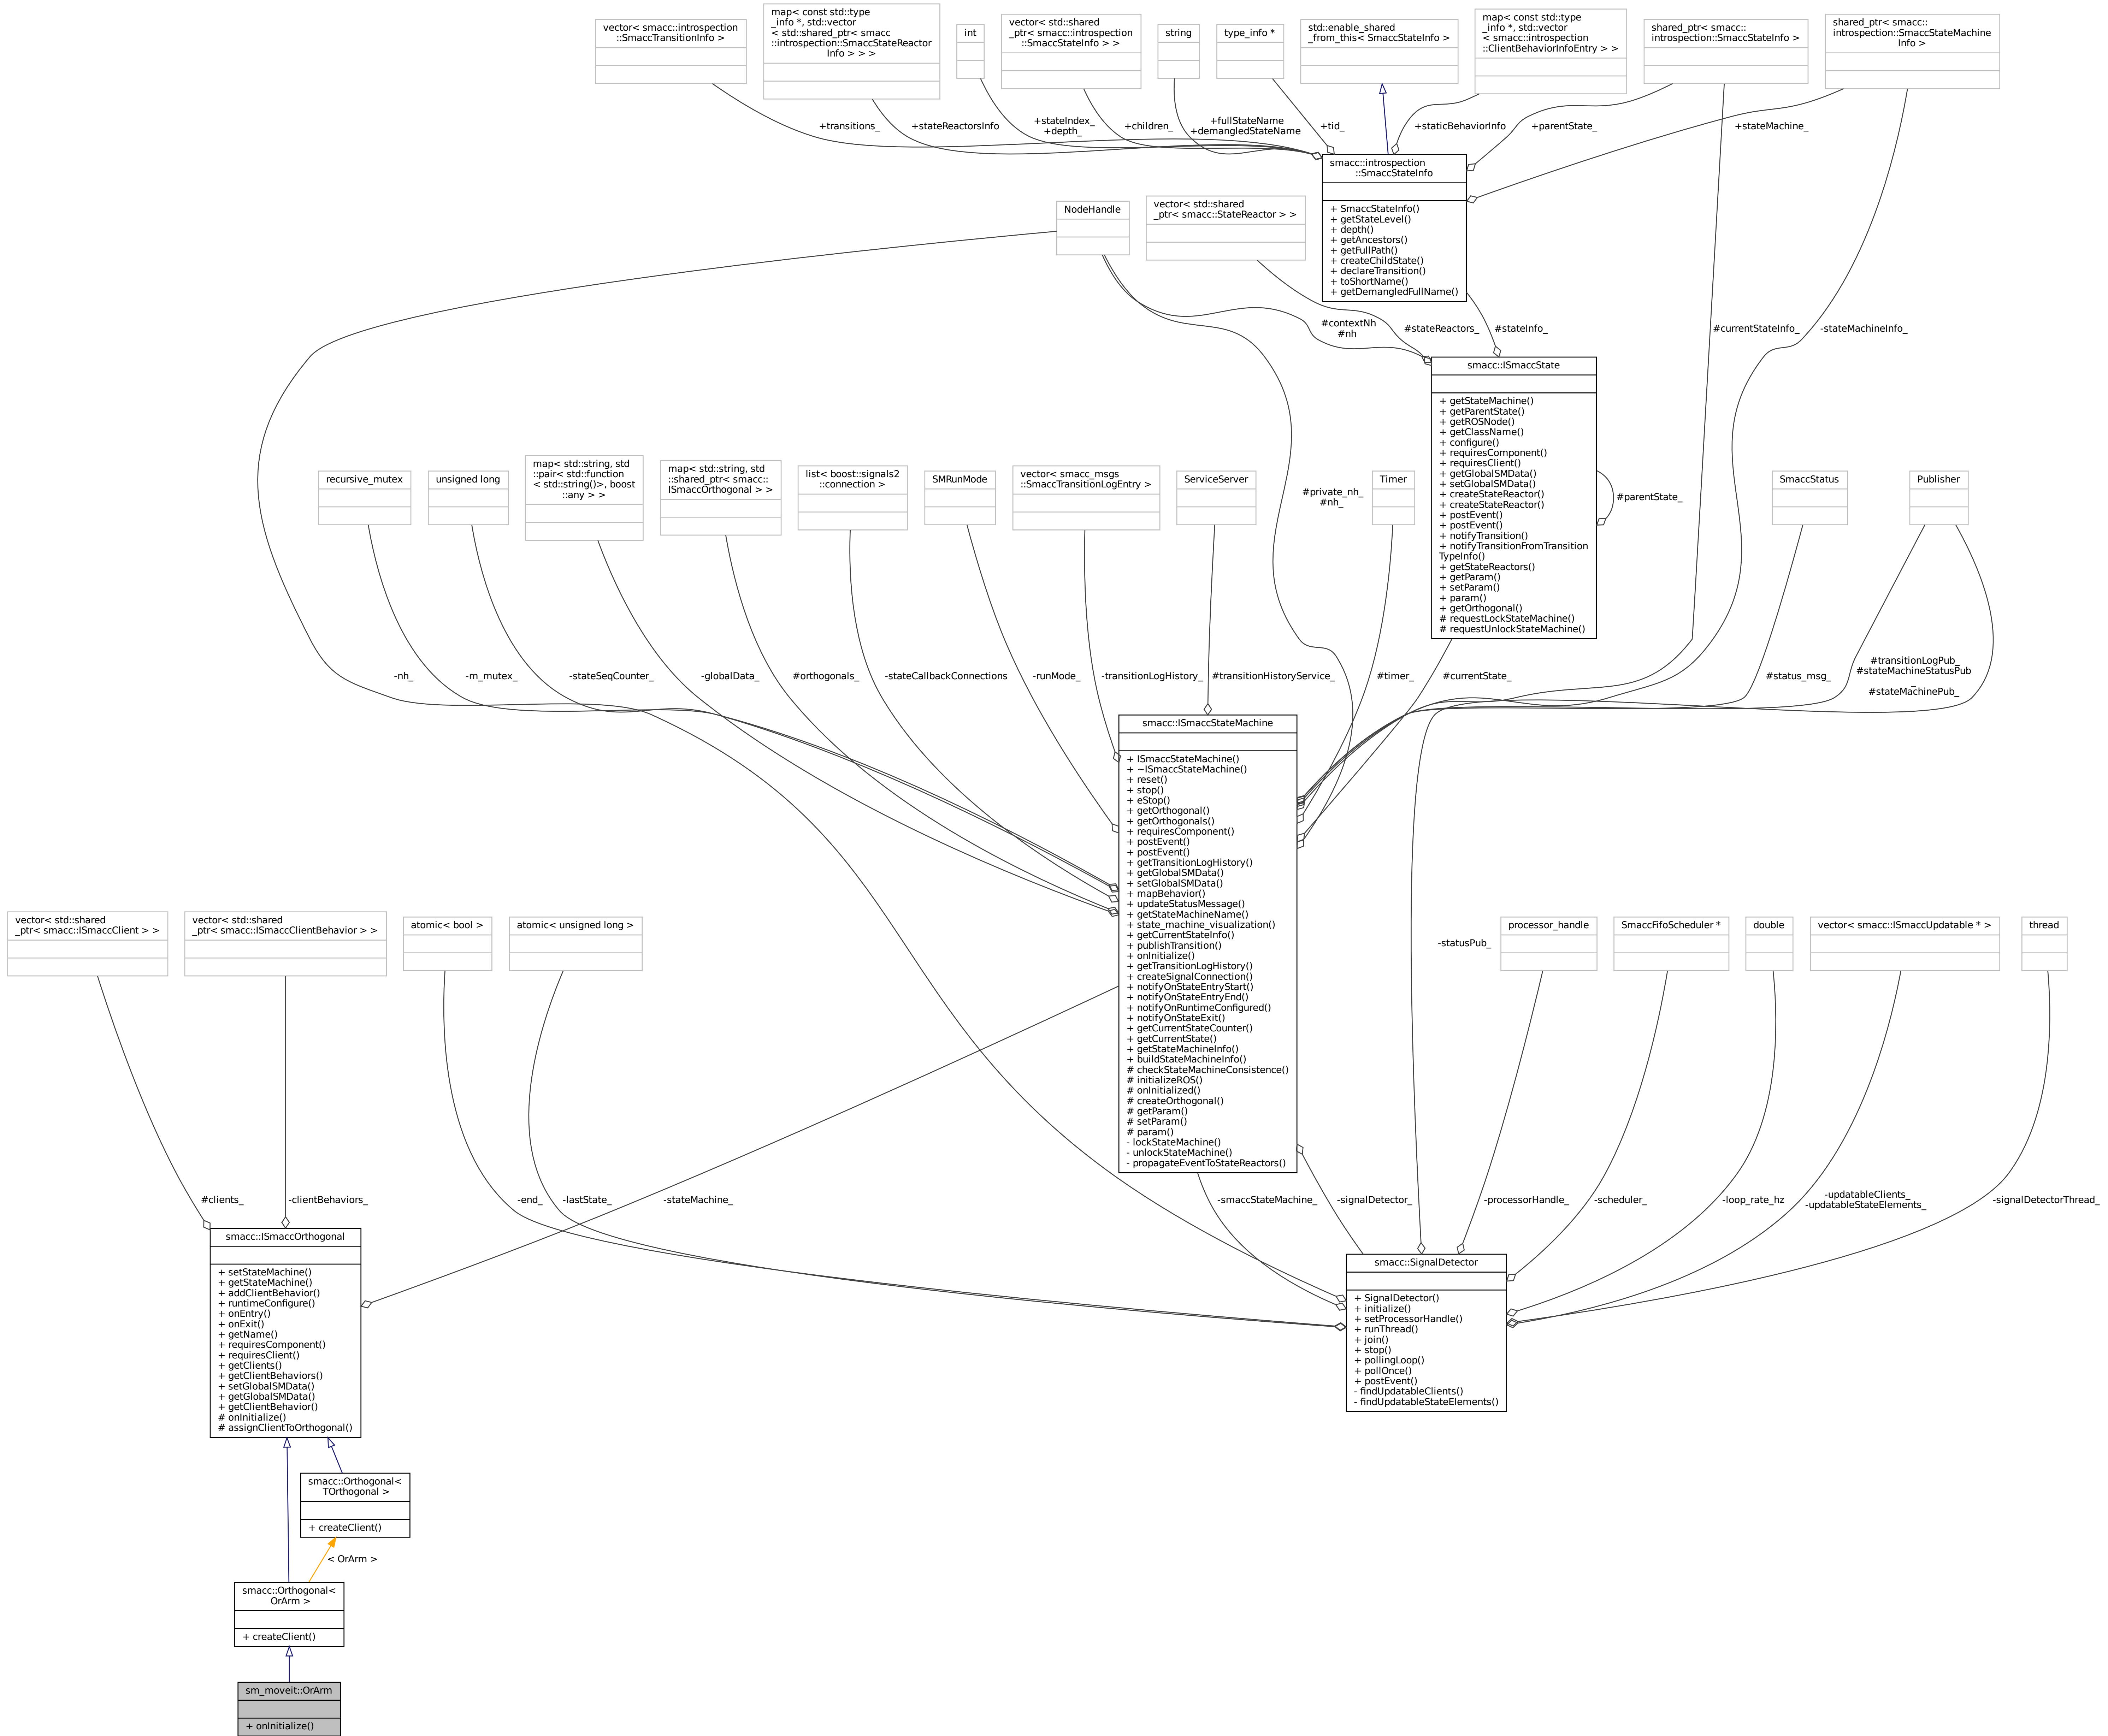 vector< smacc::introspection
::SmaccTransitionInfo >
map< const std::type
_info *, std::vector
< std::shared_ptr< smacc
::introspection::SmaccStateReactor
Info > > >
int
vector< std::shared
_ptr< smacc::introspection
::SmaccStateInfo > >
string
type_info *
std::enable_shared
_from_this< SmaccStateInfo >
map< const std::type
_info *, std::vector
< smacc::introspection
::ClientBehaviorInfoEntry > >
shared_ptr< smacc::
introspection::SmaccStateInfo >
shared_ptr< smacc::
introspection::SmaccStateMachine
Info >
+transitions_
+stateReactorsInfo
+stateIndex_
+depth_
+children_
+fullStateName
+demangledStateName
+tid_
+staticBehaviorInfo
+parentState_
+stateMachine_
smacc::introspection
::SmaccStateInfo
+ SmaccStateInfo()
+ getStateLevel()
+ depth()
+ getAncestors()
+ getFullPath()
+ createChildState()
+ declareTransition()
+ toShortName()
+ getDemangledFullName()
NodeHandle
vector< std::shared
_ptr< smacc::StateReactor > >
#contextNh
#nh
#stateReactors_
#stateInfo_
#currentStateInfo_
-stateMachineInfo_
smacc::ISmaccState
+ getStateMachine()
+ getParentState()
+ getROSNode()
+ getClassName()
+ configure()
+ requiresComponent()
+ requiresClient()
+ getGlobalSMData()
+ setGlobalSMData()
+ createStateReactor()
+ createStateReactor()
+ postEvent()
+ postEvent()
+ notifyTransition()
+ notifyTransitionFromTransition
TypeInfo()
+ getStateReactors()
+ getParam()
+ setParam()
+ param()
+ getOrthogonal()
# requestLockStateMachine()
# requestUnlockStateMachine()
#parentState_
recursive_mutex
unsigned long
map< std::string, std
::pair< std::function
< std::string()>, boost
::any > >
map< std::string, std
::shared_ptr< smacc::
ISmaccOrthogonal > >
list< boost::signals2
::connection >
SMRunMode
vector< smacc_msgs
::SmaccTransitionLogEntry >
ServiceServer
#private_nh_
#nh_
Timer
SmaccStatus
Publisher
-nh_
-m_mutex_
-stateSeqCounter_
-globalData_
#orthogonals_
-stateCallbackConnections
-runMode_
-transitionLogHistory_
#transitionHistoryService_
#timer_
#currentState_
#status_msg_
#transitionLogPub_
#stateMachineStatusPub
_
#stateMachinePub_
smacc::ISmaccStateMachine
+ ISmaccStateMachine()
+ ~ISmaccStateMachine()
+ reset()
+ stop()
+ eStop()
+ getOrthogonal()
+ getOrthogonals()
+ requiresComponent()
+ postEvent()
+ postEvent()
+ getTransitionLogHistory()
+ getGlobalSMData()
+ setGlobalSMData()
+ mapBehavior()
+ updateStatusMessage()
+ getStateMachineName()
+ state_machine_visualization()
+ getCurrentStateInfo()
+ publishTransition()
+ onInitialize()
+ getTransitionLogHistory()
+ createSignalConnection()
+ notifyOnStateEntryStart()
+ notifyOnStateEntryEnd()
+ notifyOnRuntimeConfigured()
+ notifyOnStateExit()
+ getCurrentStateCounter()
+ getCurrentState()
+ getStateMachineInfo()
+ buildStateMachineInfo()
# checkStateMachineConsistence()
# initializeROS()
# onInitialized()
# createOrthogonal()
# getParam()
# setParam()
# param()
- lockStateMachine()
- unlockStateMachine()
- propagateEventToStateReactors()
vector< std::shared
_ptr< smacc::ISmaccClient > >
vector< std::shared
_ptr< smacc::ISmaccClientBehavior > >
atomic< bool >
atomic< unsigned long >
-statusPub_
processor_handle
SmaccFifoScheduler *
double
vector< smacc::ISmaccUpdatable * >
thread
#clients_
-clientBehaviors_
-end_
-lastState_
-stateMachine_
-smaccStateMachine_
-signalDetector_
-processorHandle_
-scheduler_
-loop_rate_hz
-updatableClients_
-updatableStateElements_
-signalDetectorThread_
smacc::ISmaccOrthogonal
+ setStateMachine()
+ getStateMachine()
+ addClientBehavior()
+ runtimeConfigure()
+ onEntry()
+ onExit()
+ getName()
+ requiresComponent()
+ requiresClient()
+ getClients()
+ getClientBehaviors()
+ setGlobalSMData()
+ getGlobalSMData()
+ getClientBehavior()
# onInitialize()
# assignClientToOrthogonal()
smacc::SignalDetector
+ SignalDetector()
+ initialize()
+ setProcessorHandle()
+ runThread()
+ join()
+ stop()
+ pollingLoop()
+ pollOnce()
+ postEvent()
- findUpdatableClients()
- findUpdatableStateElements()
smacc::Orthogonal<
TOrthogonal >
+ createClient()
< OrArm >
smacc::Orthogonal<
OrArm >
+ createClient()
sm_moveit::OrArm
+ onInitialize()